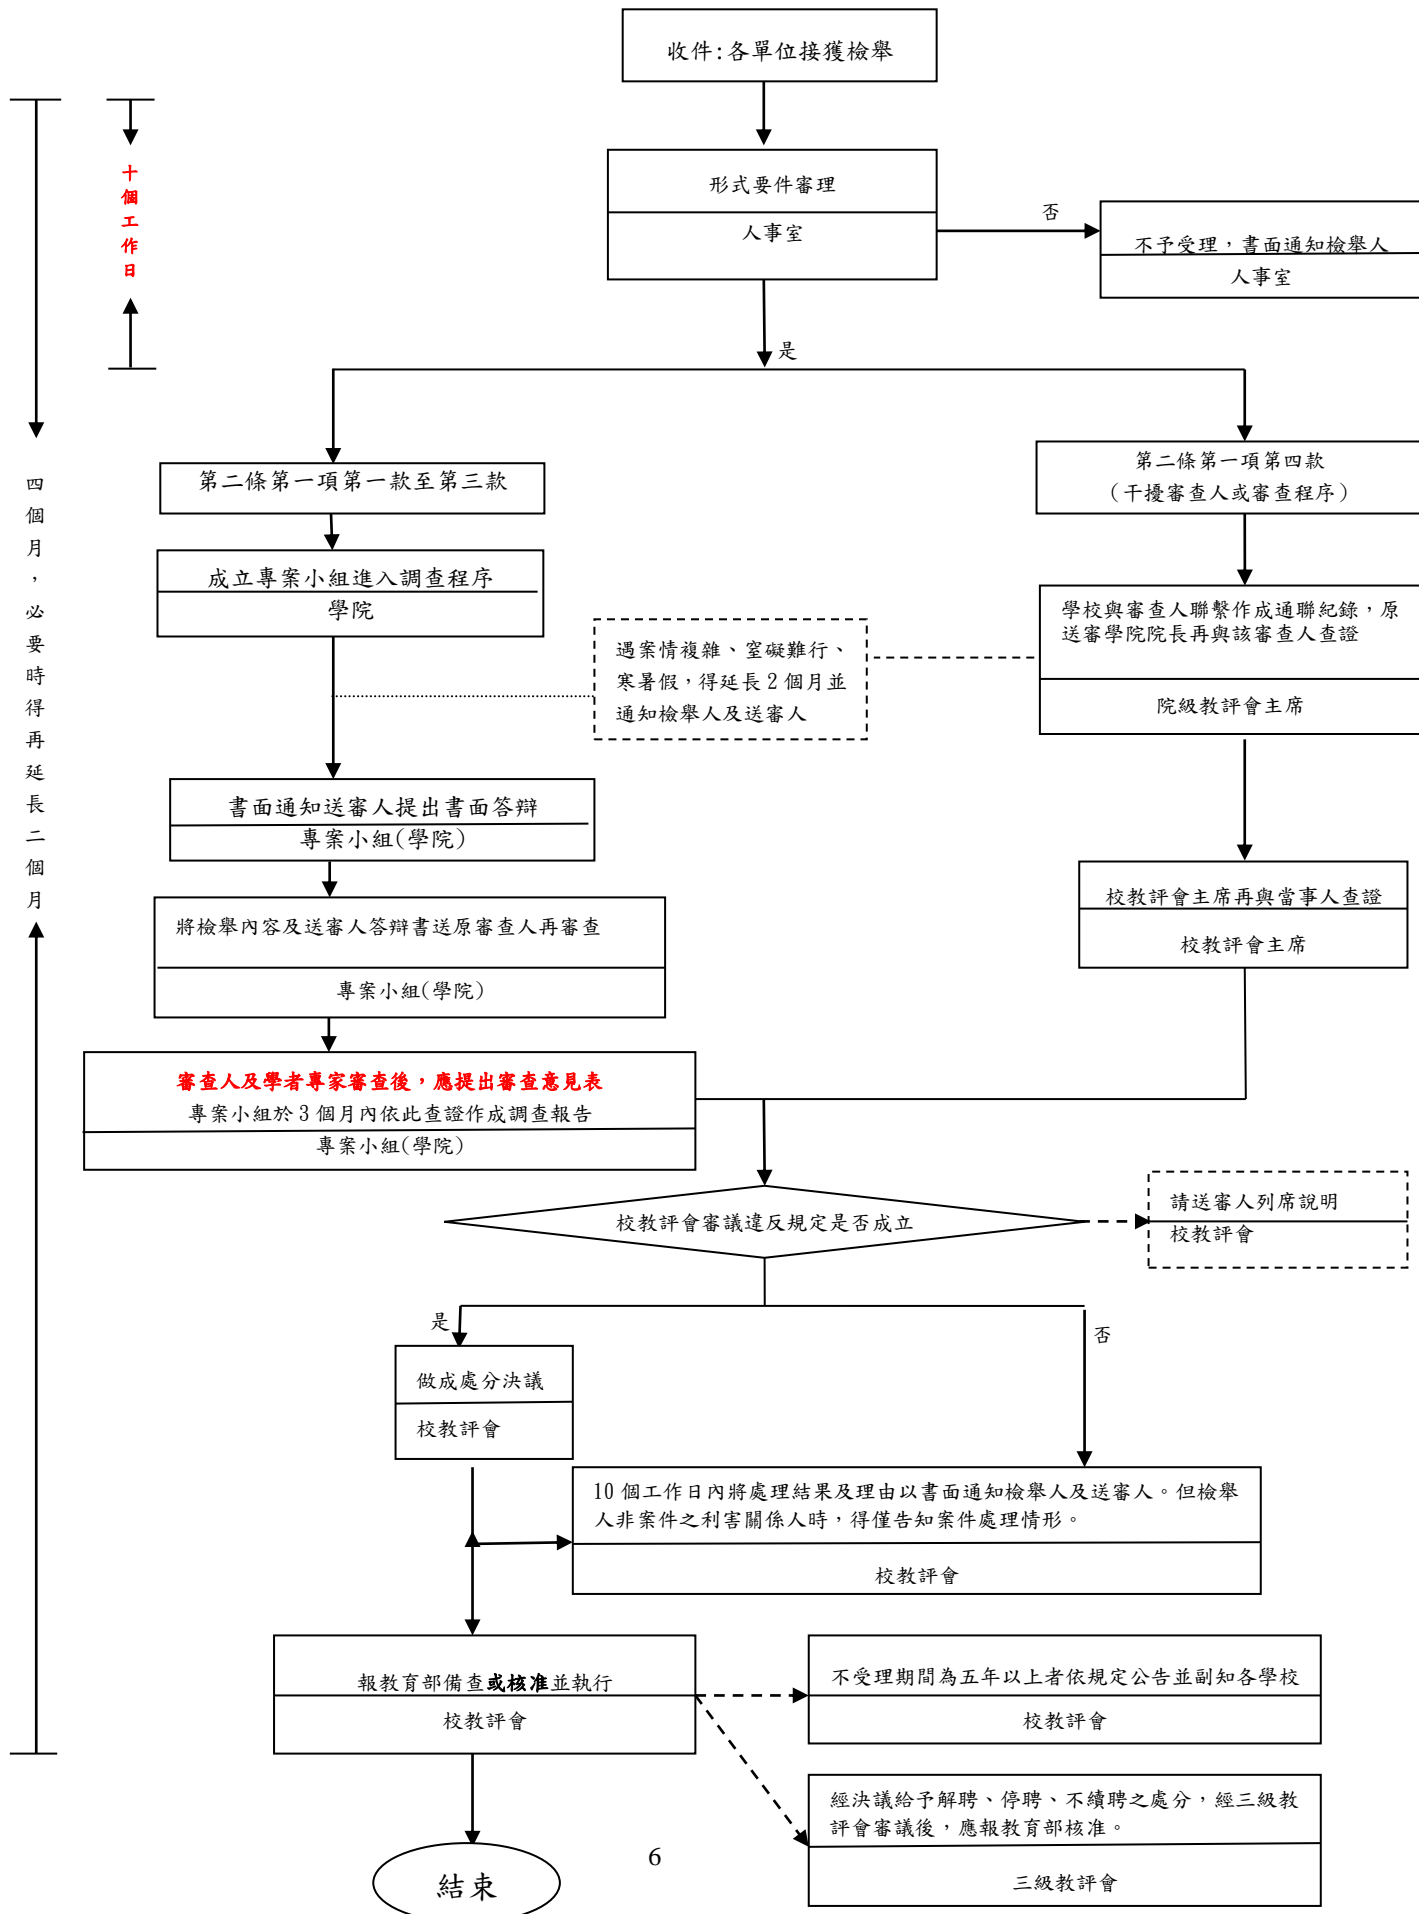 收件:各單位接獲檢舉
十個工作日
形式要件審理
人事室
否
不予受理，書面通知檢舉人
人事室
是
四個月，必要時得再延長二個月
第二條第一項第一款至第三款
第二條第一項第四款
（干擾審查人或審查程序）
成立專案小組進入調查程序
學院
學校與審查人聯繫作成通聯紀錄，原
送審學院院長再與該審查人查證
院級教評會主席
遇案情複雜、窒礙難行、
寒暑假，得延長2個月並
通知檢舉人及送審人
書面通知送審人提出書面答辯
專案小組(學院)
校教評會主席再與當事人查證
校教評會主席
將檢舉內容及送審人答辯書送原審查人再審查
專案小組(學院)
審查人及學者專家審查後，應提出審查意見表
專案小組於3個月內依此查證作成調查報告
專案小組(學院)
校教評會審議違反規定是否成立
請送審人列席說明
校教評會
是
否
做成處分決議
校教評會
10個工作日內將處理結果及理由以書面通知檢舉人及送審人。但檢舉
人非案件之利害關係人時，得僅告知案件處理情形。
校教評會
報教育部備查或核准並執行
校教評會
不受理期間為五年以上者依規定公告並副知各學校
校教評會
經決議給予解聘、停聘、不續聘之處分，經三級教
評會審議後，應報教育部核准。
三級教評會
結束
6